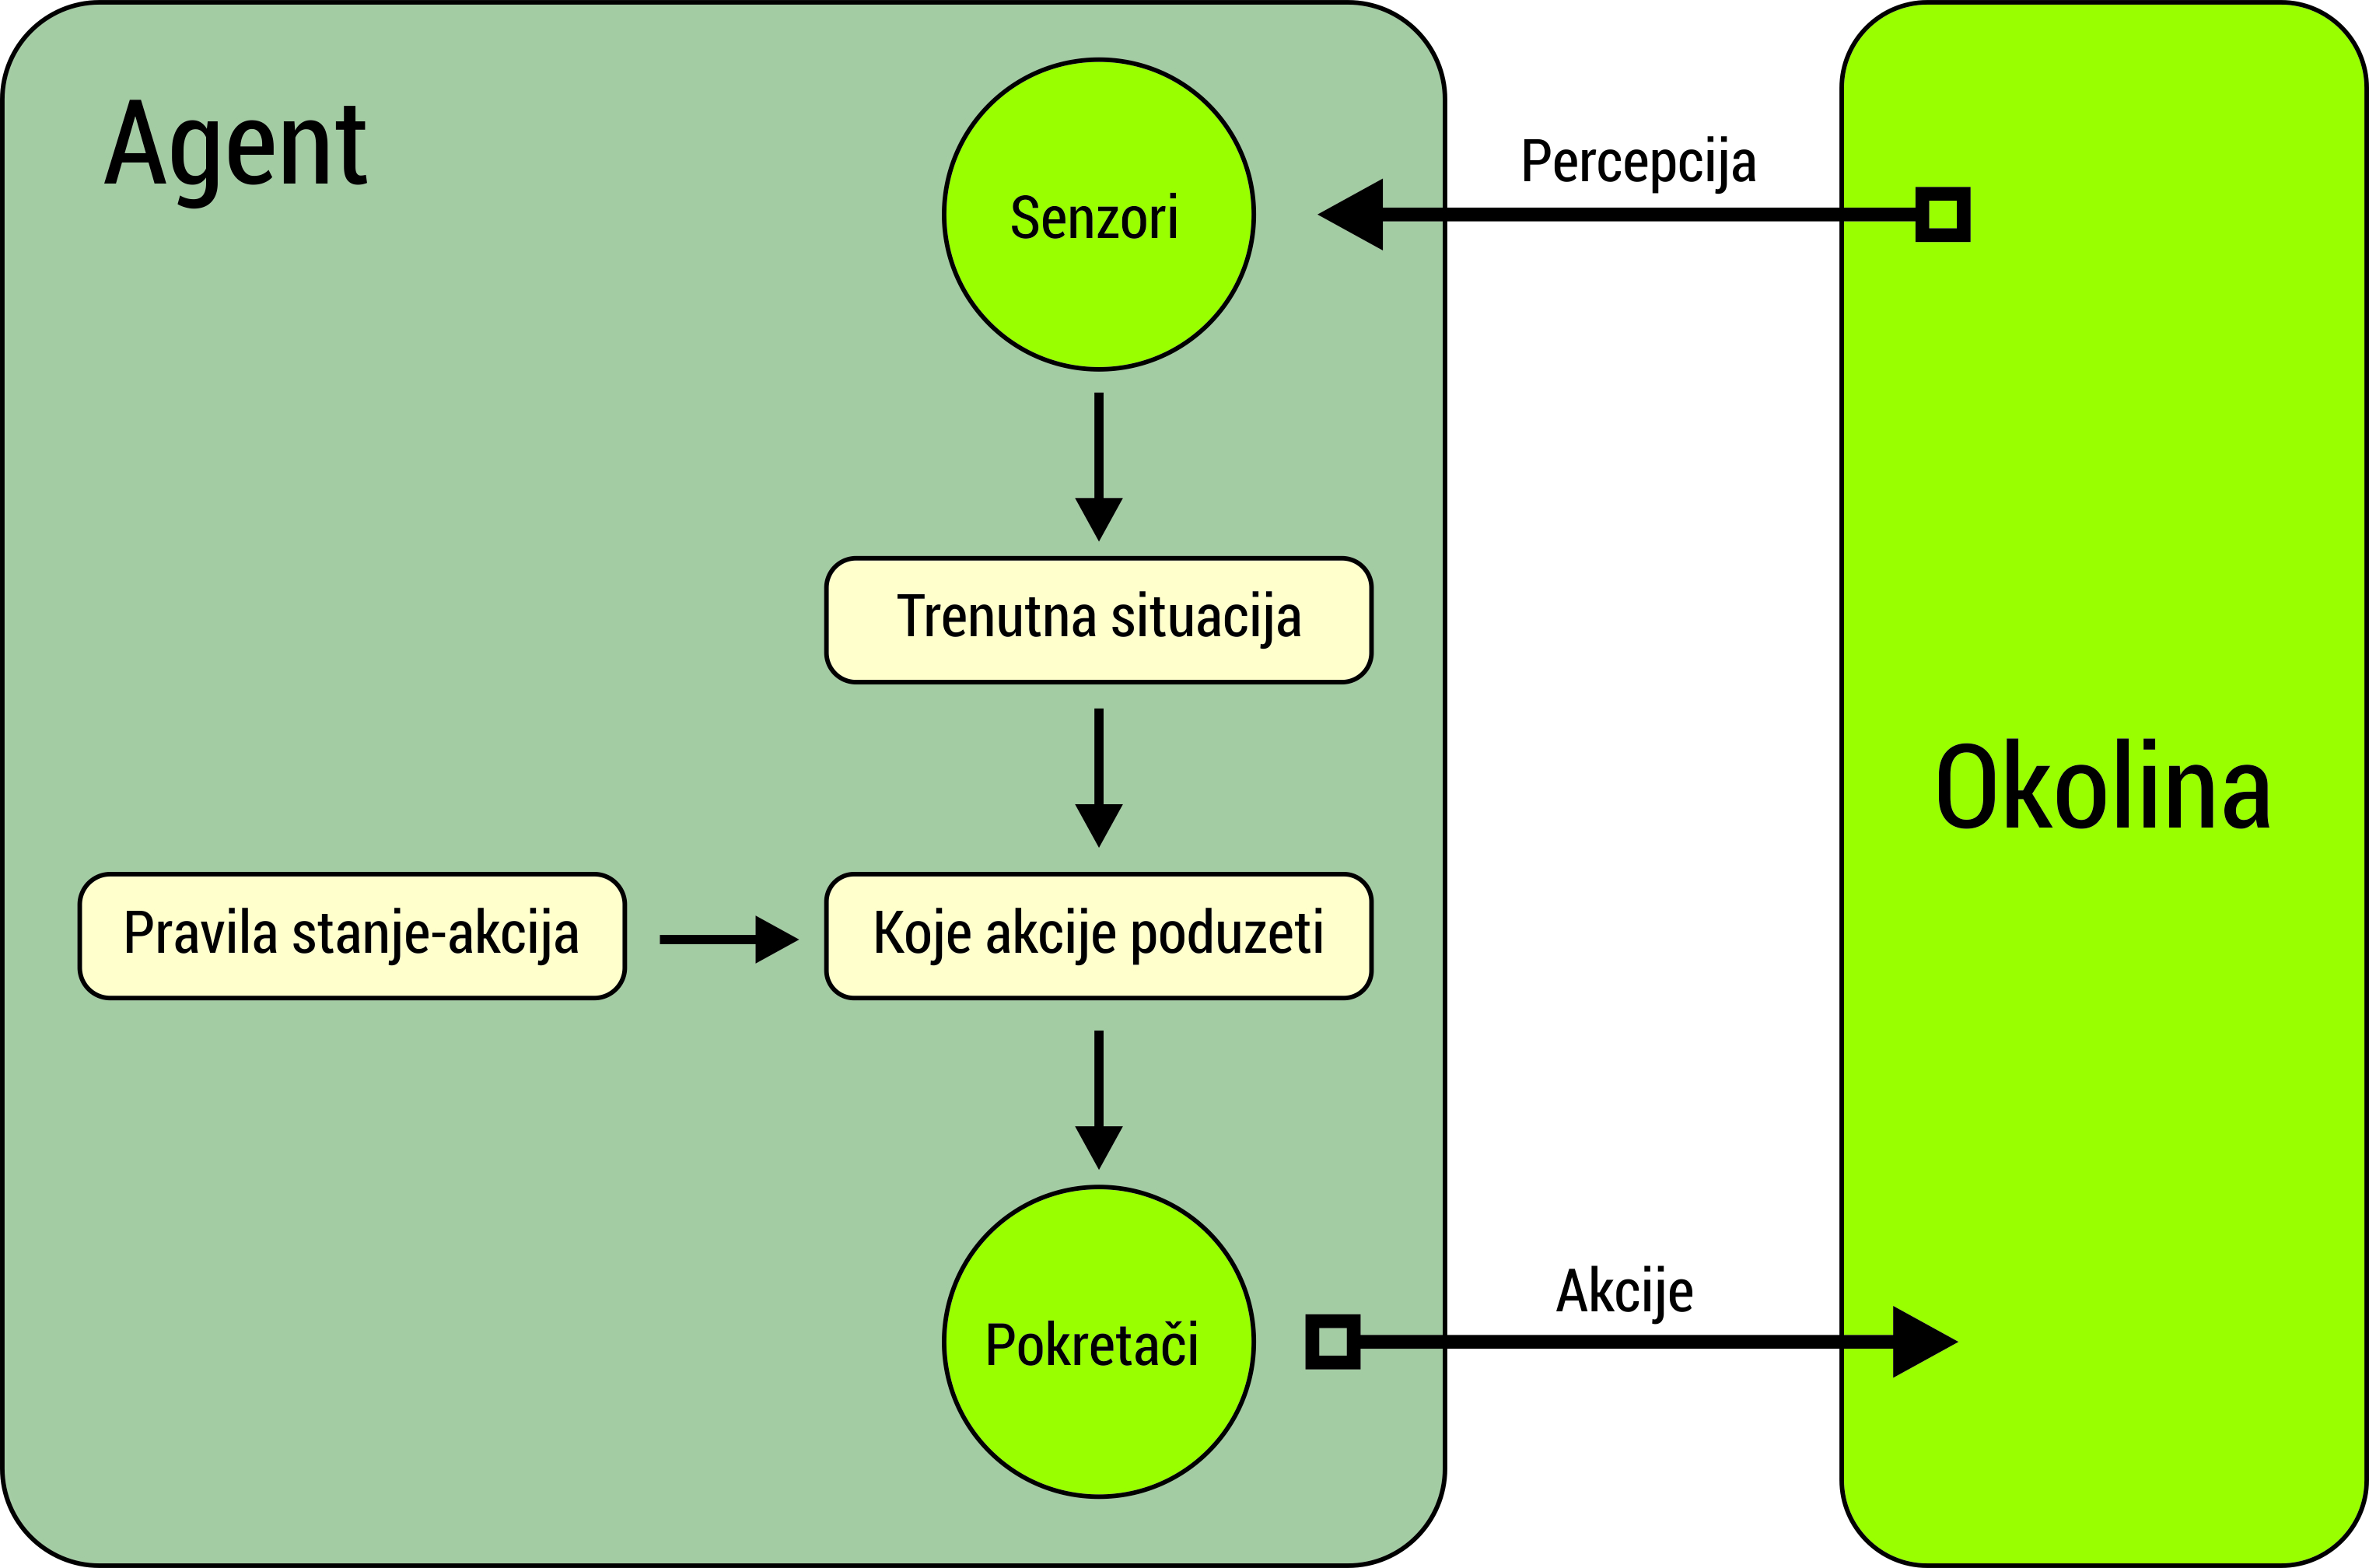 Agent
Senzori
Percepcija
Trenutna situacija
Okolina
Pravila stanje-akcija
Koje akcije poduzeti
Akcije
Pokretači